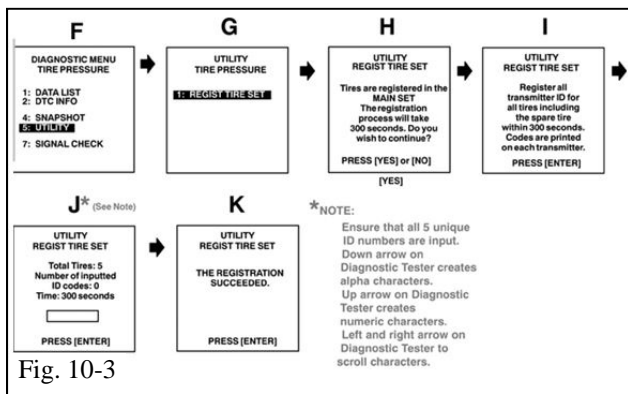 F
DIAGNOSTIC MENU
TIRE PRESSURE
1: DATA LIST
2: DTC INFO
4: SNAPSHOT
5: UTILITY
7: SIGNAL CHECK
G
UTILITY
TIRE PRESSURE
1: REGIST TIRE SET
H
UTILITY
REGIST TIRE SET
Tires are registered in the
MAIN SET
The registration
process will take
300 seconds. Do you
wish to continue?
PRESS [YES] or [NO]
[YES]
I
UTILITY
REGIST TIRE SET
Register all
transmitter ID for
all tires including
the spare tire
within 300 seconds.
Codes are printed
on each transmitter.
PRESS [ENTER]
J* (See Note)
UTILITY
REGIST TIRE SET
Total Tires: 5
Number of inputted
ID codes: 0
Time: 300 seconds
PRESS [ENTER]
K
UTILITY
REGIST TIRE SET
THE REGISTRATION
SUCCEEDED.
PRESS [ENTER]
*NOTE:
Ensure that all 5 unique
ID numbers are input.
Down arrow on
Diagnostic Tester creates
alpha characters.
Up arrow on Diagnostic
Tester creates
numeric characters.
Left and right arrow on
Diagnostic Tester to
scroll characters.
Fig. 10-3